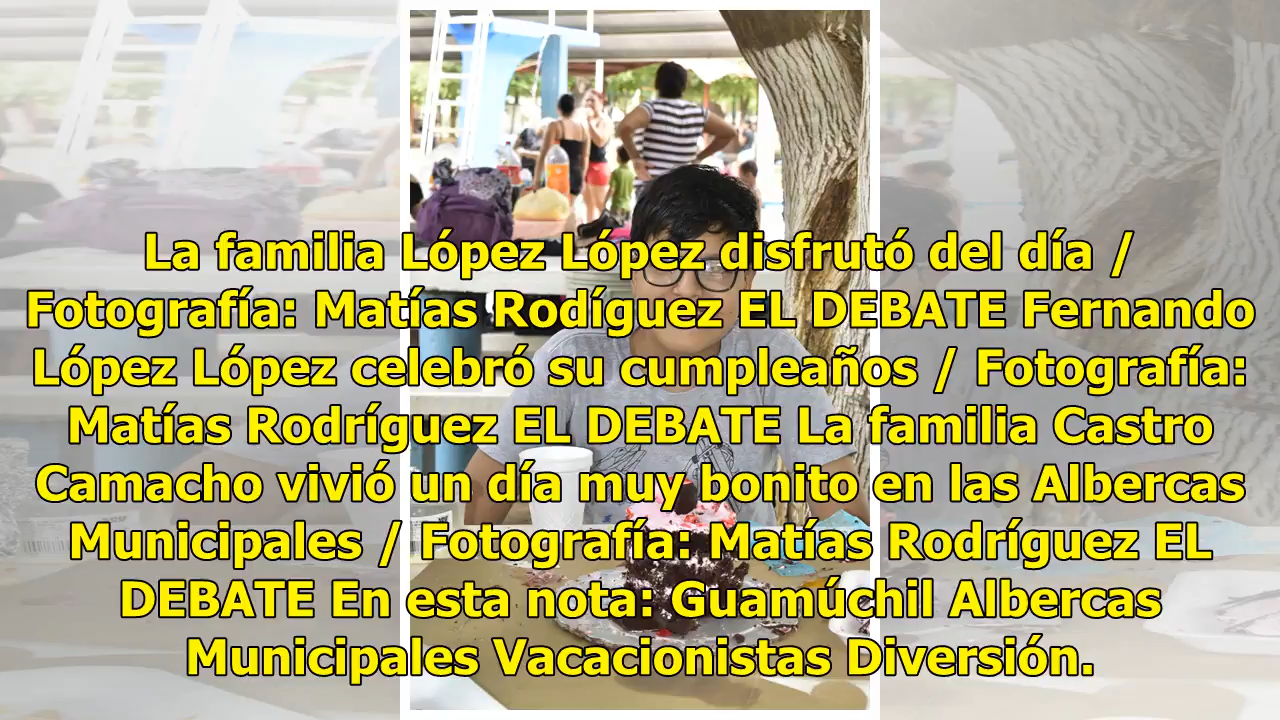 La familia López López disfrutó del día /
Fotografía: Matías Rodíguez EL DEBATE Fernando
López López celebró su cumpleaños / Fotografía:
Matías Rodríguez EL DEBATE La familia Castro
Camacho vivió un día muy bonito en las Albercas
Municipales / Fotografía: Matías Rodríguez EL
DEBATE En esta nota: Guamúchil Albercas
Municipales Vacacionistas Diversión.